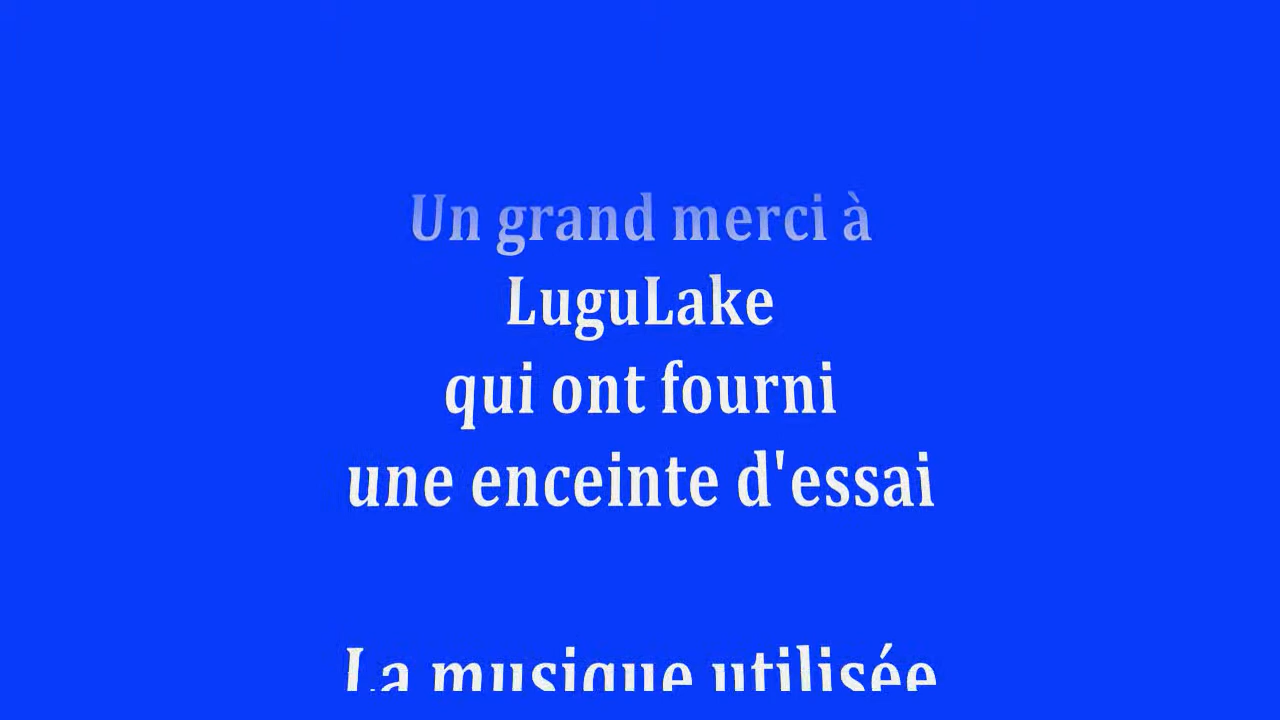 Un grand merci à
LuguLake
qui ont fourni
une enceinte d'essai
La musique utilisée